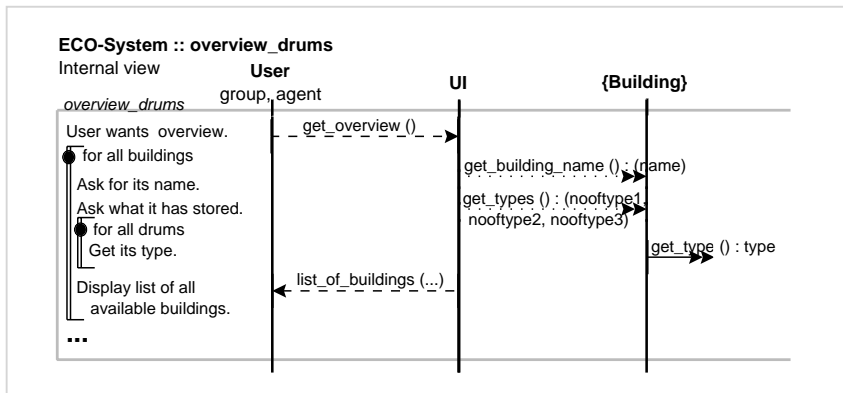 ECO-System :: overview_drums
Internal view
User
group, agent
UI
{Building}
overview_drums
User wants overview.
get_overview ()
for all buildings
get_building_name () : (name)
Ask for its name.
Ask what it has stored.
get_types () : (nooftype1,
nooftype2, nooftype3)
for all drums
Get its type.
get_type () : type
list_of_buildings (...)
Display list of all
available buildings.
...